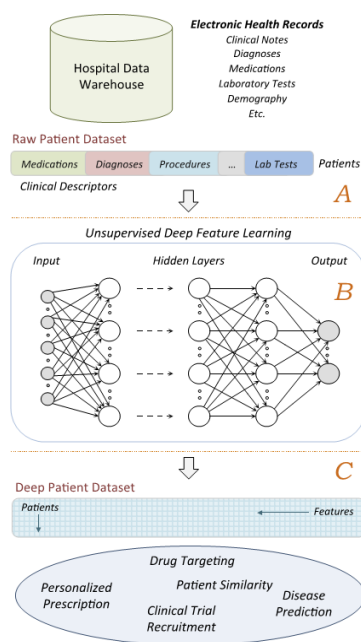 Hospital Data
Warehouse
Electronic Health Records
Clinical Notes
Diagnoses
Medications
Laboratory Tests
Demography
Etc.
Raw Patient Dataset
Medications Diagnoses Procedures ... Lab Tests Patients
Clinical Descriptors
A
Unsupervised Deep Feature Learning
Input Hidden Layers Output
B
C
Deep Patient Dataset
Patients Features
Drug Targeting
Personalized
Prescription
Patient Similarity
Clinical Trial
Recruitment
Disease
Prediction